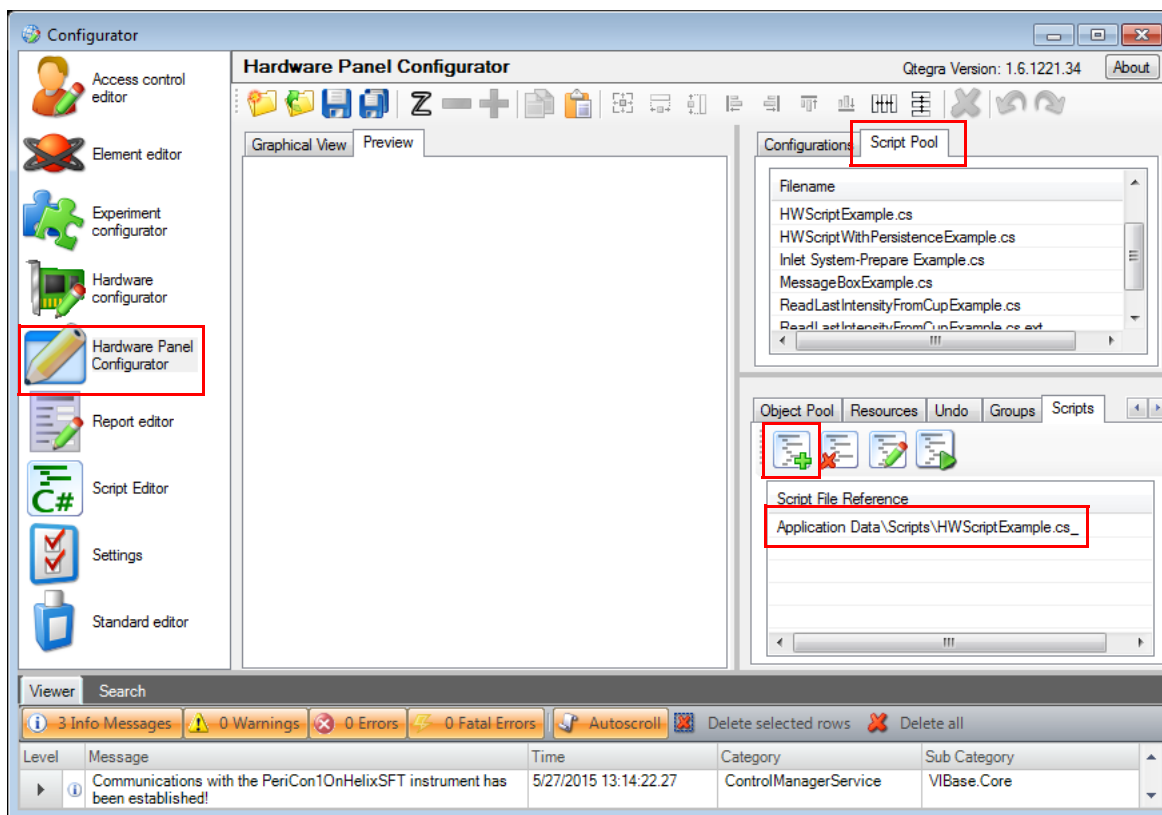 Configurator
Access control
editor
Element editor
Experiment
configurator
Hardware
configurator
Hardware Panel
Configurator
Report editor
C#
Script Editor
Settings
Standard editor
Hardware Panel Configurator
Qtegra Version: 1.6.1221.34
About
Z
Graphical View Preview
Configurations Script Pool
Filename
HWScriptExample.cs
HWScriptWithPersistenceExample.cs
Inlet System-Prepare Example.cs
MessageBoxExample.cs
ReadLastIntensityFromCupExample.cs
ReadLastIntensityFromCupExample.cs.ext
Object Pool Resources Undo Groups Scripts
Script File Reference
Application Data\Scripts\HWScriptExample.cs_
Viewer Search
3 Info Messages 0 Warnings 0 Errors 0 Fatal Errors Autoscroll Delete selected rows Delete all
Level Message Time Category Sub Category
Communications with the PeriCon1OnHelixSFT instrument has 5/27/2015 13:14:22.27 ControlManagerService VIBase.Core
been established!